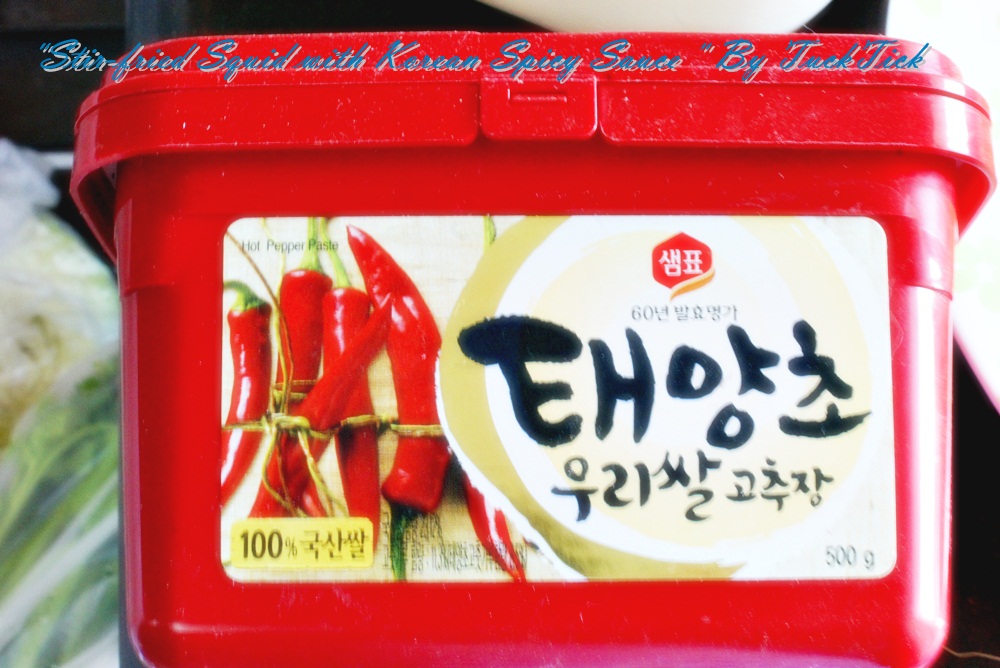 "Stir-fried Squid with Korean Spicy Sauce " By TuckTick
Hot Pepper Paste
샘표
60년 발효명가
태양초
우리쌀 고추장
100% 국산쌀
500 g